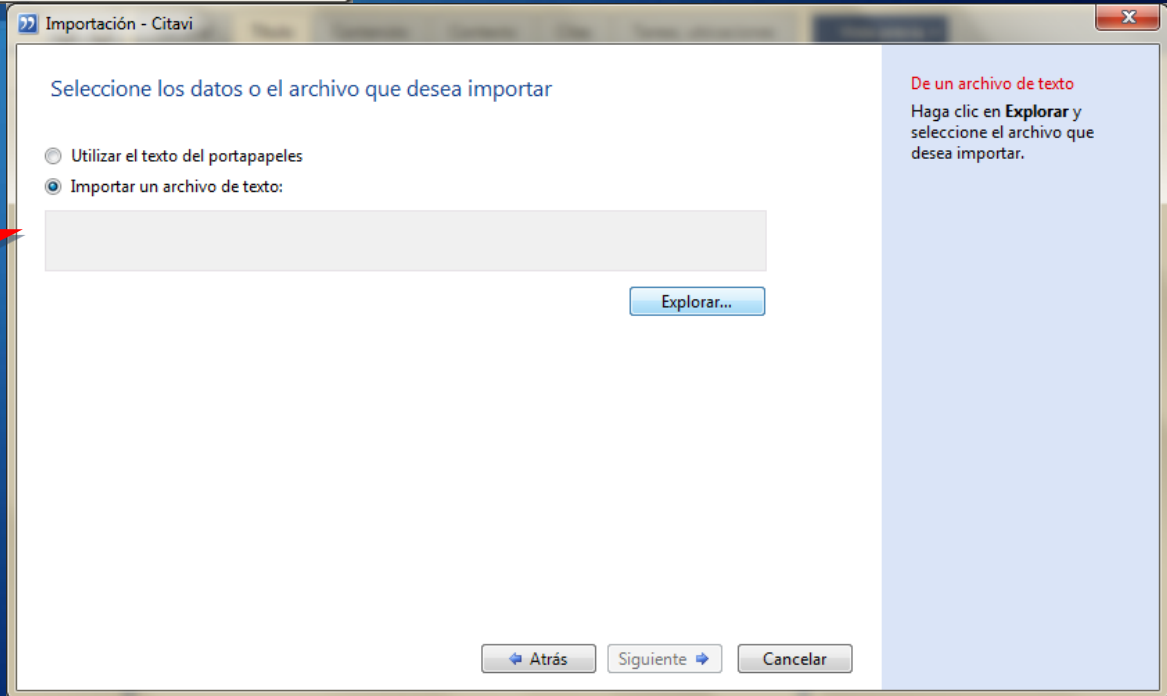 Importación - Citavi
Seleccione los datos o el archivo que desea importar
Utilizar el texto del portapapeles
Importar un archivo de texto:
Explorar...
De un archivo de texto
Haga clic en Explorar y
seleccione el archivo que
desea importar.
Atrás
Siguiente
Cancelar